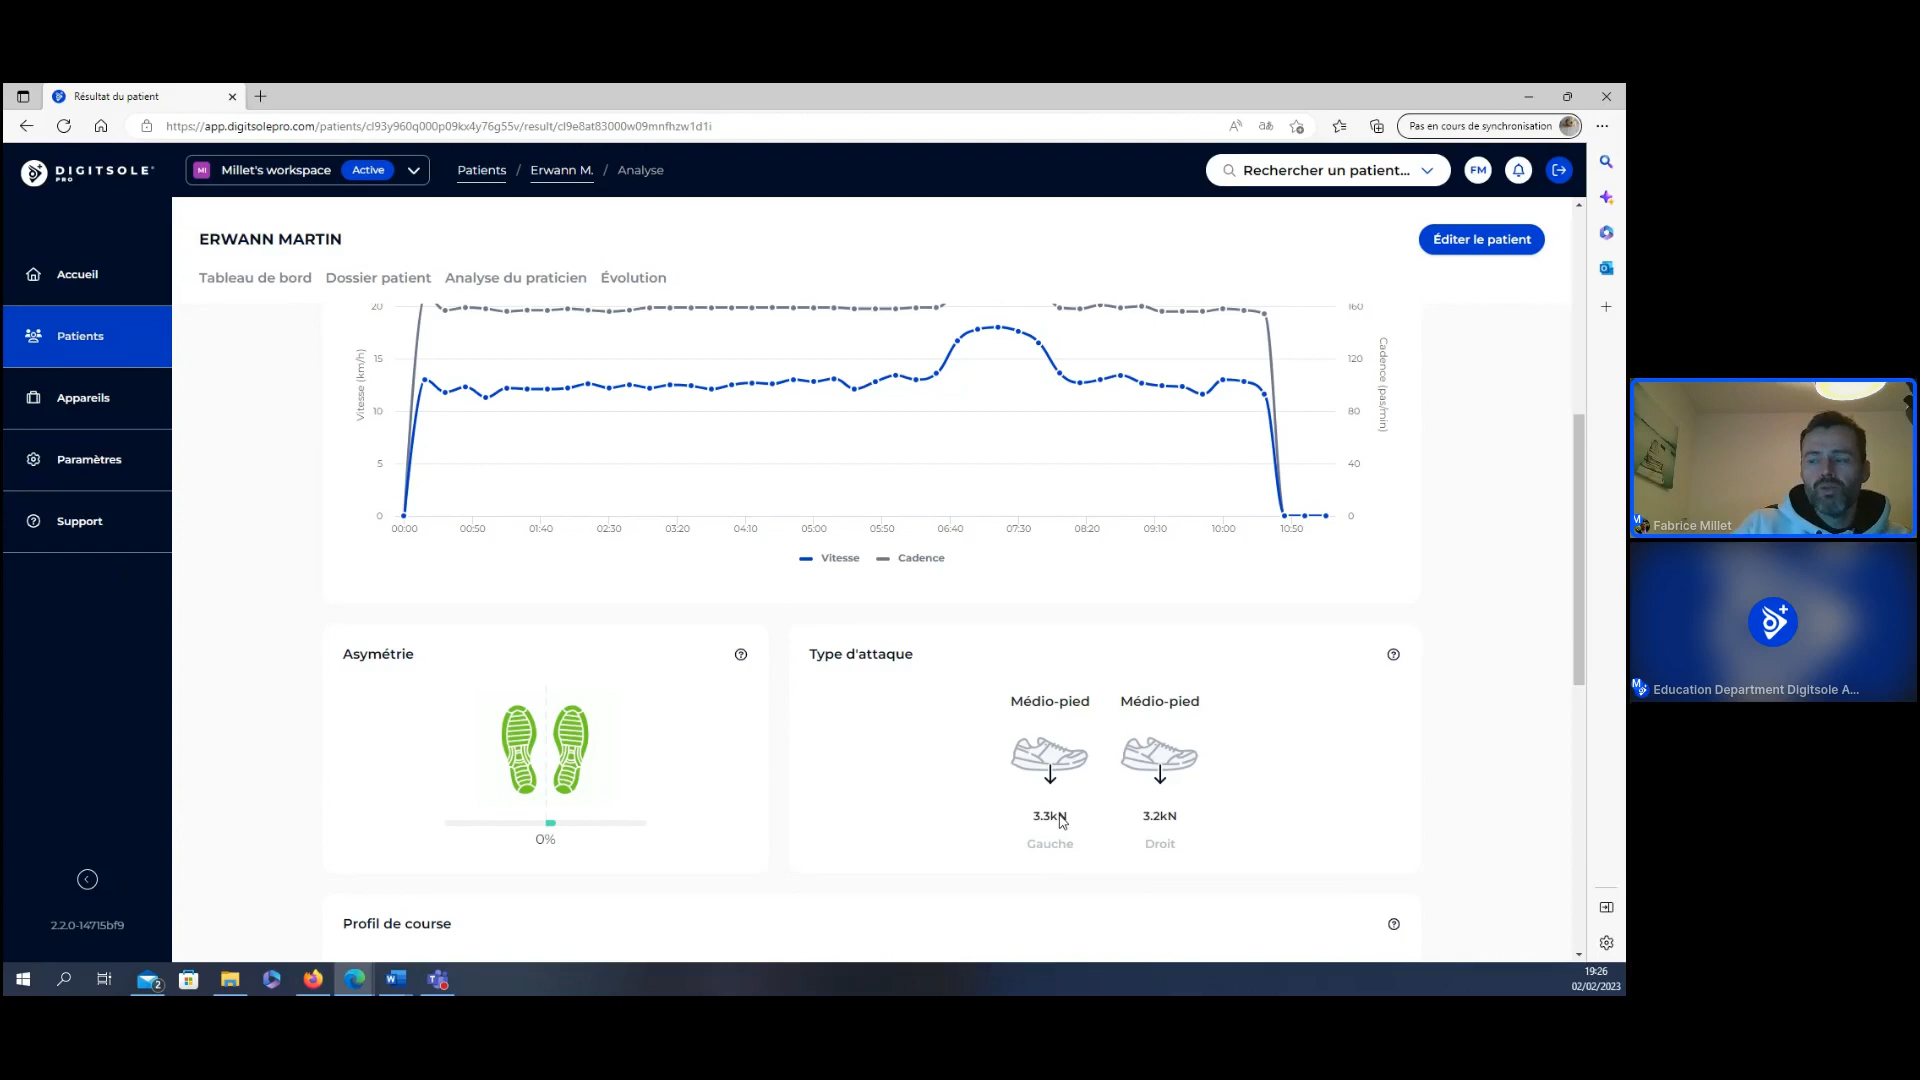 Résultat du patient
https://app.digitsolepro.com/patients/cl93y960q000p09kx4y76g55v/result/cl9e8at83000w09mnfhzw1d1i
Pas en cours de synchronisation
DIGITSOLE
PRO
MI
Millet's workspace
Active
Patients / Erwann M. / Analyse
Rechercher un patient...
FM
ERWANN MARTIN
Éditer le patient
Tableau de bord
Dossier patient
Analyse du praticien
Évolution
Accueil
Patients
Appareils
Paramètres
Support
2.2.0-14715bf9
20
15
10
5
0
Vitesse (km/h)
160
120
80
40
0
Cadence (pas/min)
00:00 00:50 01:40 02:30 03:20 04:10 05:00 05:50 06:40 07:30 08:20 09:10 10:00 10:50
Vitesse
Cadence
Asymétrie
0%
Type d'attaque
Médio-pied
Médio-pied
3.3kN
3.2kN
Gauche
Droit
Profil de course
Fabrice Millet
Education Department Digitsole A...
2
19:26
02/02/2023